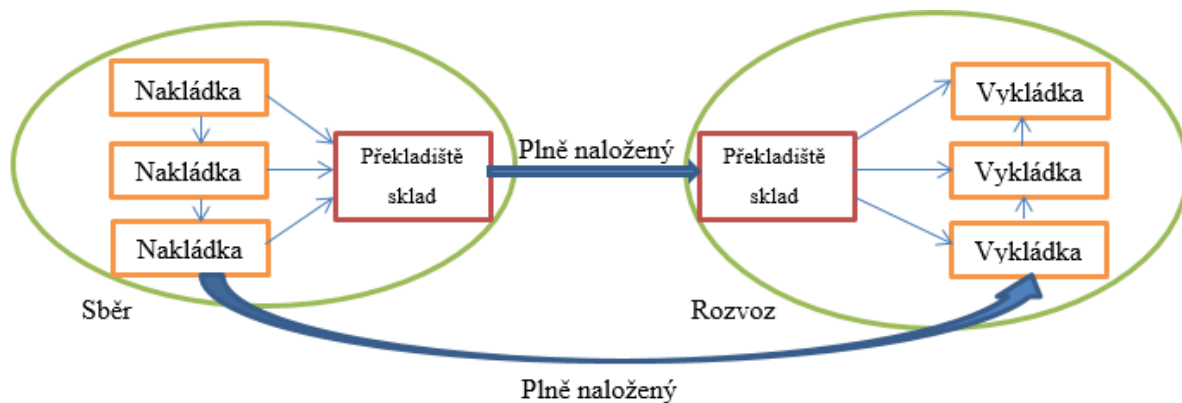 Nakládka
Nakládka
Nakládka
Překladiště
sklad
Sběr
Plně naložený
Překladiště
sklad
Vykládka
Vykládka
Vykládka
Rozvoz
Plně naložený